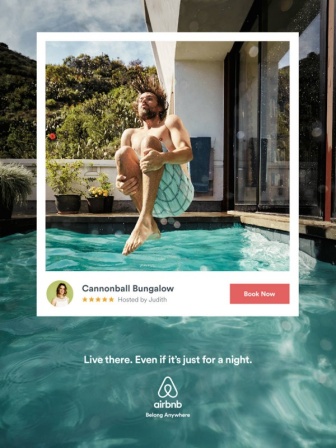 Cannonball Bungalow
Hosted by Judith
Book Now
Live there. Even if it's just for a night.
airbnb
Belong Anywhere